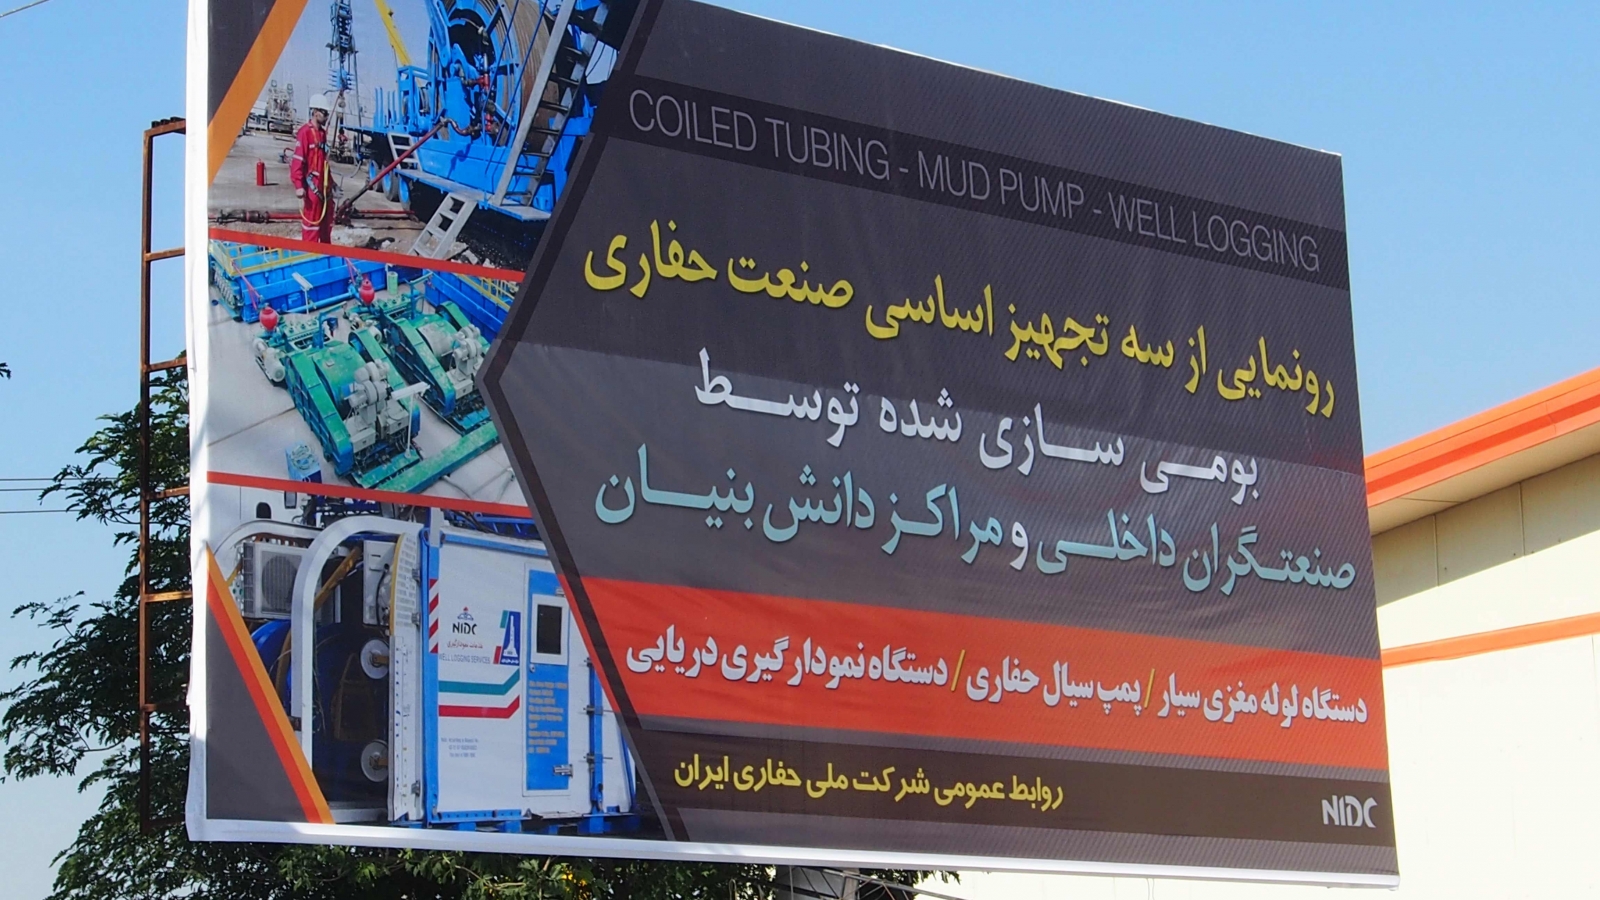 COILED TUBING - MUD PUMP - WELL LOGGING
رونمایی از سه تجهیز اساسی صنعت حفاری
بومی سازی شده توسط
صنعتگران داخلی و مراکز دانش بنیان
دستگاه لوله مغزی سیار / پمپ سیال حفاری / دستگاه نمودارگیری دریایی
روابط عمومی شرکت ملی حفاری ایران
NIDC
NIDC
خدمات نمودارگیری
WELL LOGGING SERVICES